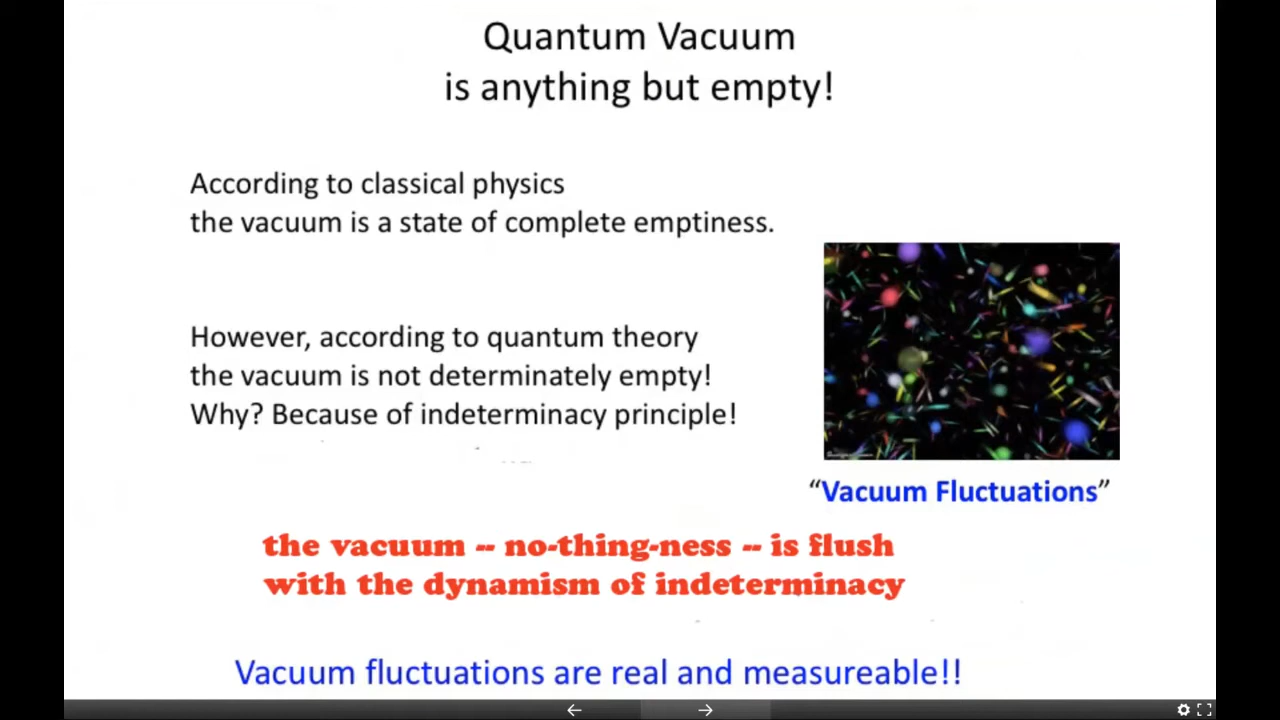 Quantum Vacuum
is anything but empty!
According to classical physics
the vacuum is a state of complete emptiness.
However, according to quantum theory
the vacuum is not determinately empty!
Why? Because of indeterminacy principle!
“Vacuum Fluctuations”
the vacuum -- no-thing-ness -- is flush
with the dynamism of indeterminacy
Vacuum fluctuations are real and measureable!!